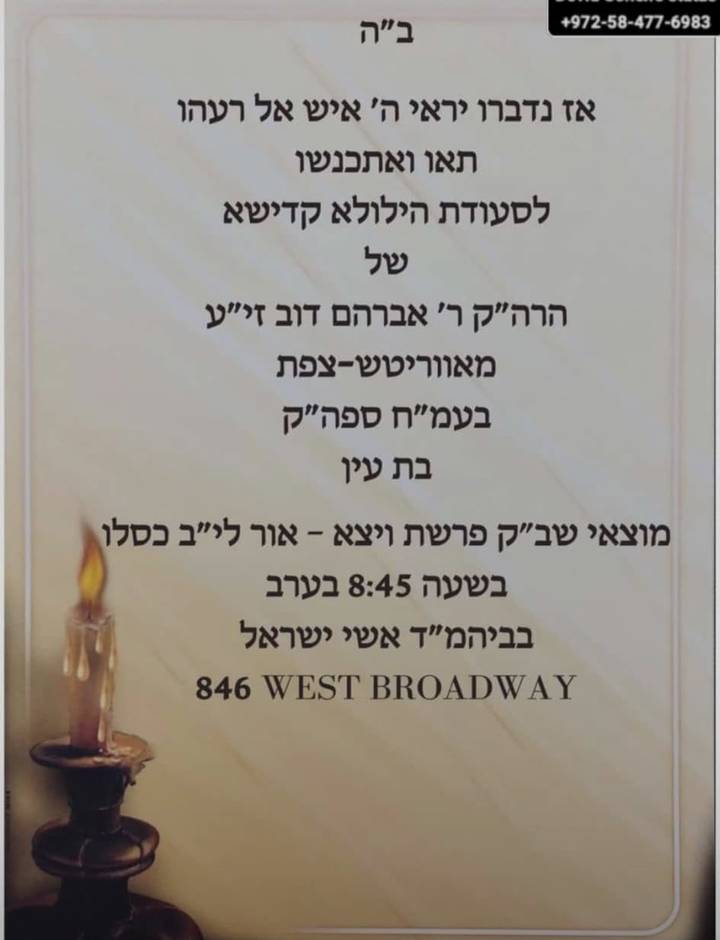 +972-58-477-6983
ב"ה
אז נדברו יראי ה' איש אל רעהו
תאו ואתכנשו
לסעודת הילולא קדישא
של
הרה"ק ר' אברהם דוב זי"ע
מאווריטש-צפת
בעמ"ח ספה"ק
בת עין
מוצאי שב"ק פרשת ויצא - אור לי"ב כסלו
בשעה 8:45 בערב
בביהמ"ד אשי ישראל
846 WEST BROADWAY